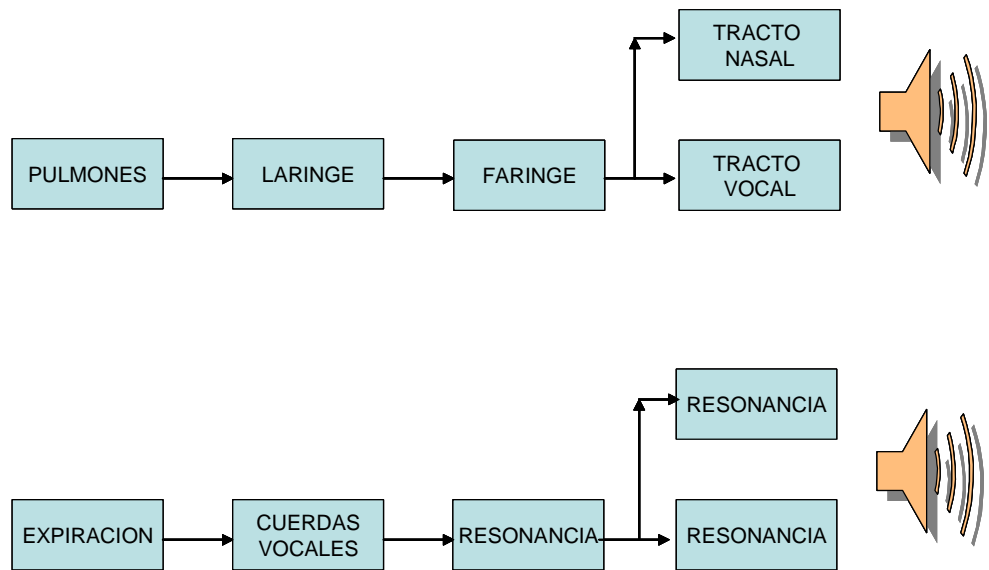 TRACTO
NASAL
PULMONES
LARINGE
FARINGE
TRACTO
VOCAL
RESONANCIA
EXPIRACION
CUERDAS
VOCALES
RESONANCIA
RESONANCIA